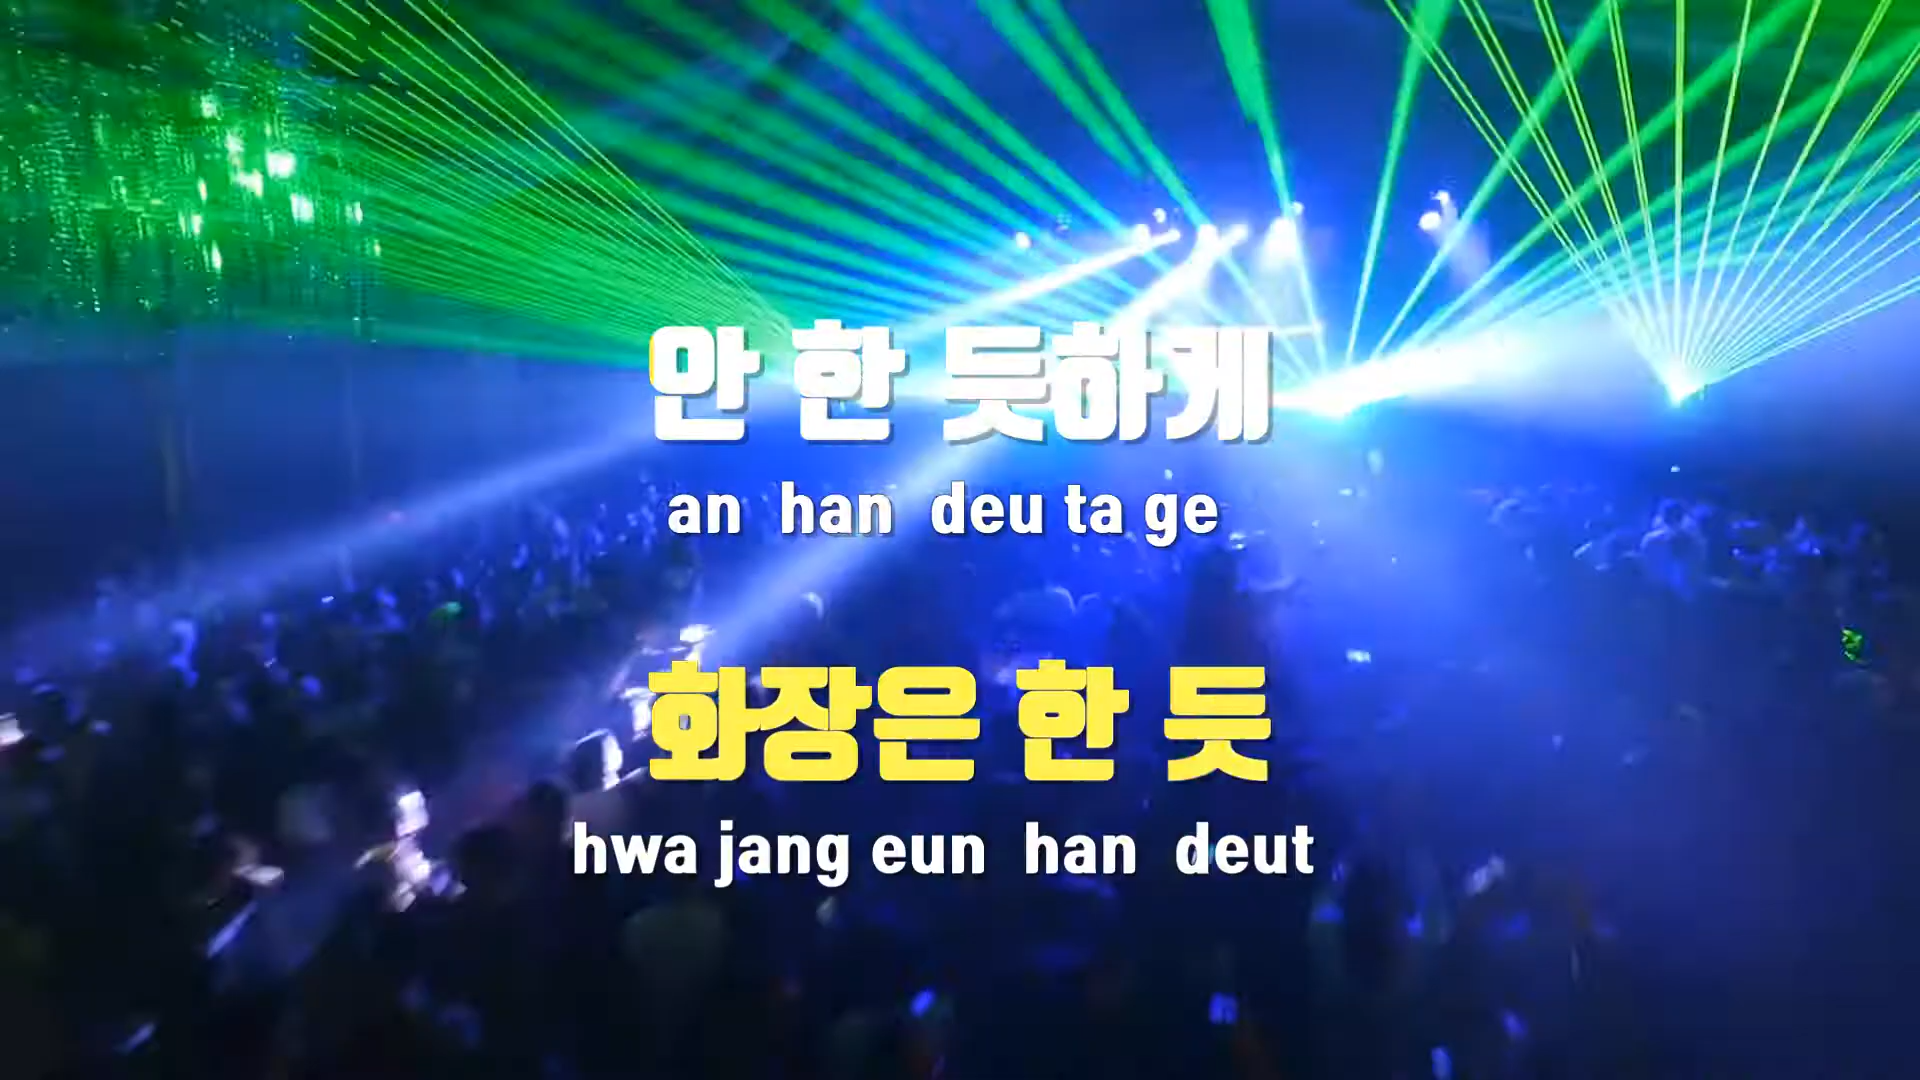 안 한 듯하게
an han deu ta ge
화장은 한 듯
hwa jang eun han deut